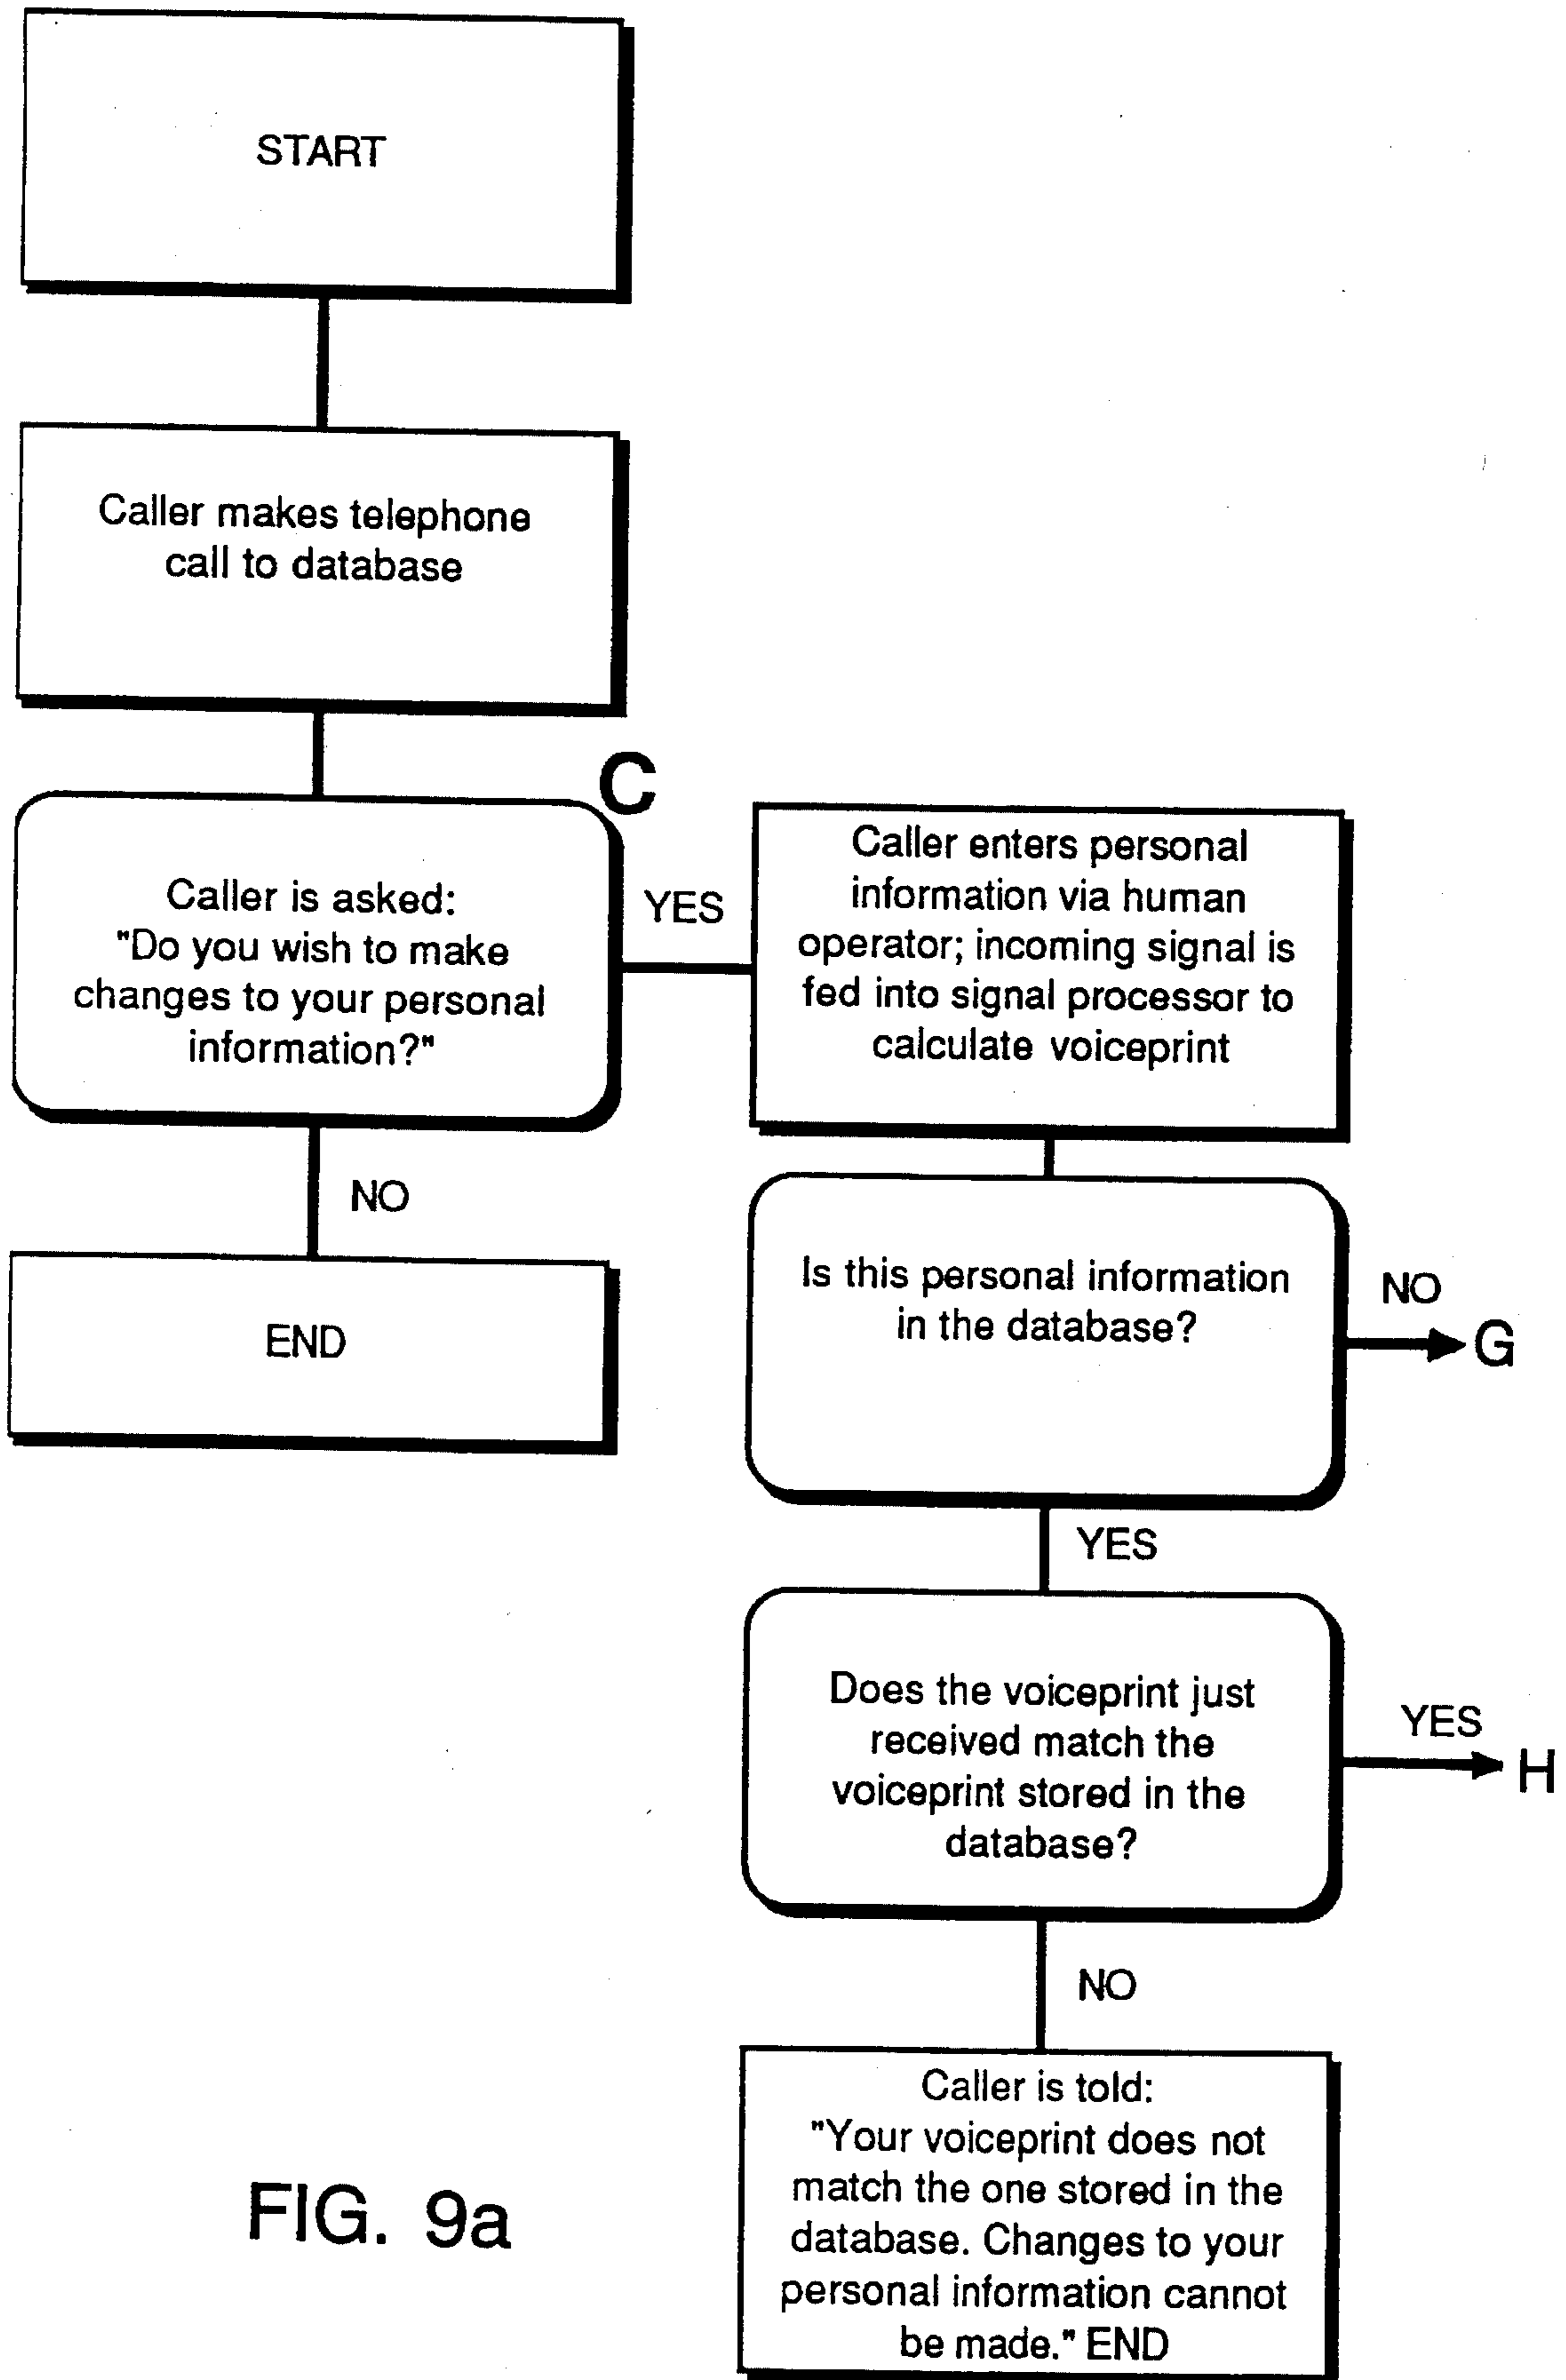 START
Caller makes telephone
call to database
C
Caller is asked:
"Do you wish to make
changes to your personal
information?"
YES
NO
END
Caller enters personal
information via human
operator; incoming signal is
fed into signal processor to
calculate voiceprint
Is this personal information
in the database?
NO
G
YES
Does the voiceprint just
received match the
voiceprint stored in the
database?
YES
H
NO
Caller is told:
"Your voiceprint does not
match the one stored in the
database. Changes to your
personal information cannot
be made." END
FIG. 9a